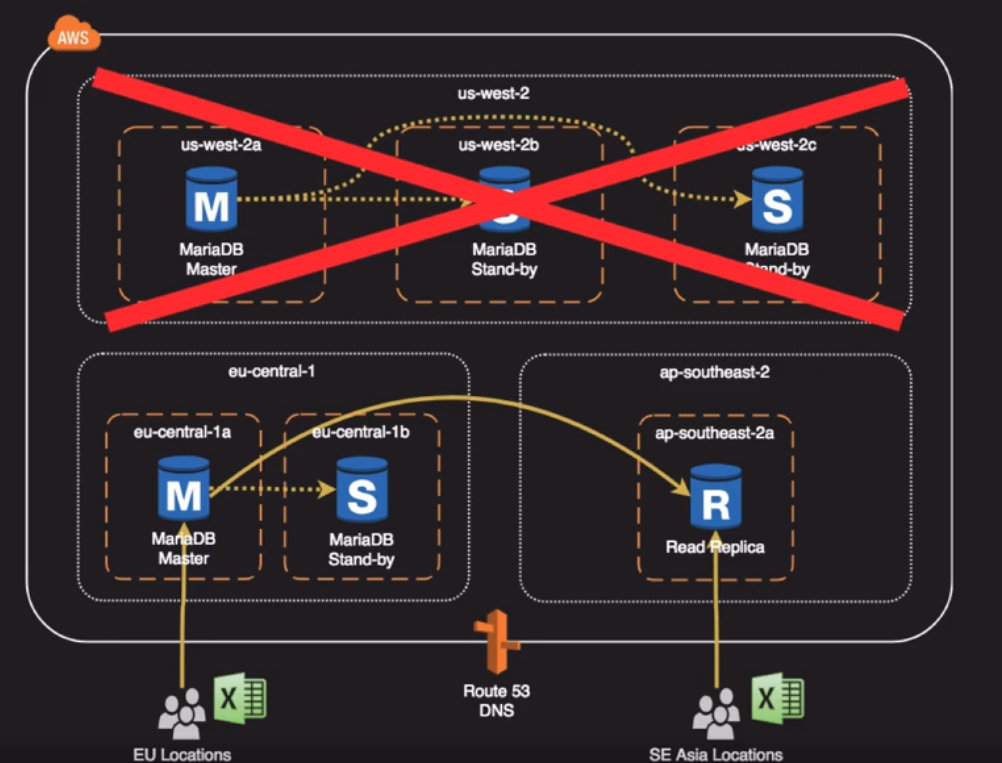 AWS
us-west-2
us-west-2a
us-west-2b
us-west-2c
M
S
S
MariaDB
Master
MariaDB
Stand-by
MariaDB
Stand-by
eu-central-1
ap-southeast-2
eu-central-1a
eu-central-1b
ap-southeast-2a
M
S
R
MariaDB
Master
MariaDB
Stand-by
Read Replica
Route 53
DNS
X
X
EU Locations
SE Asia Locations